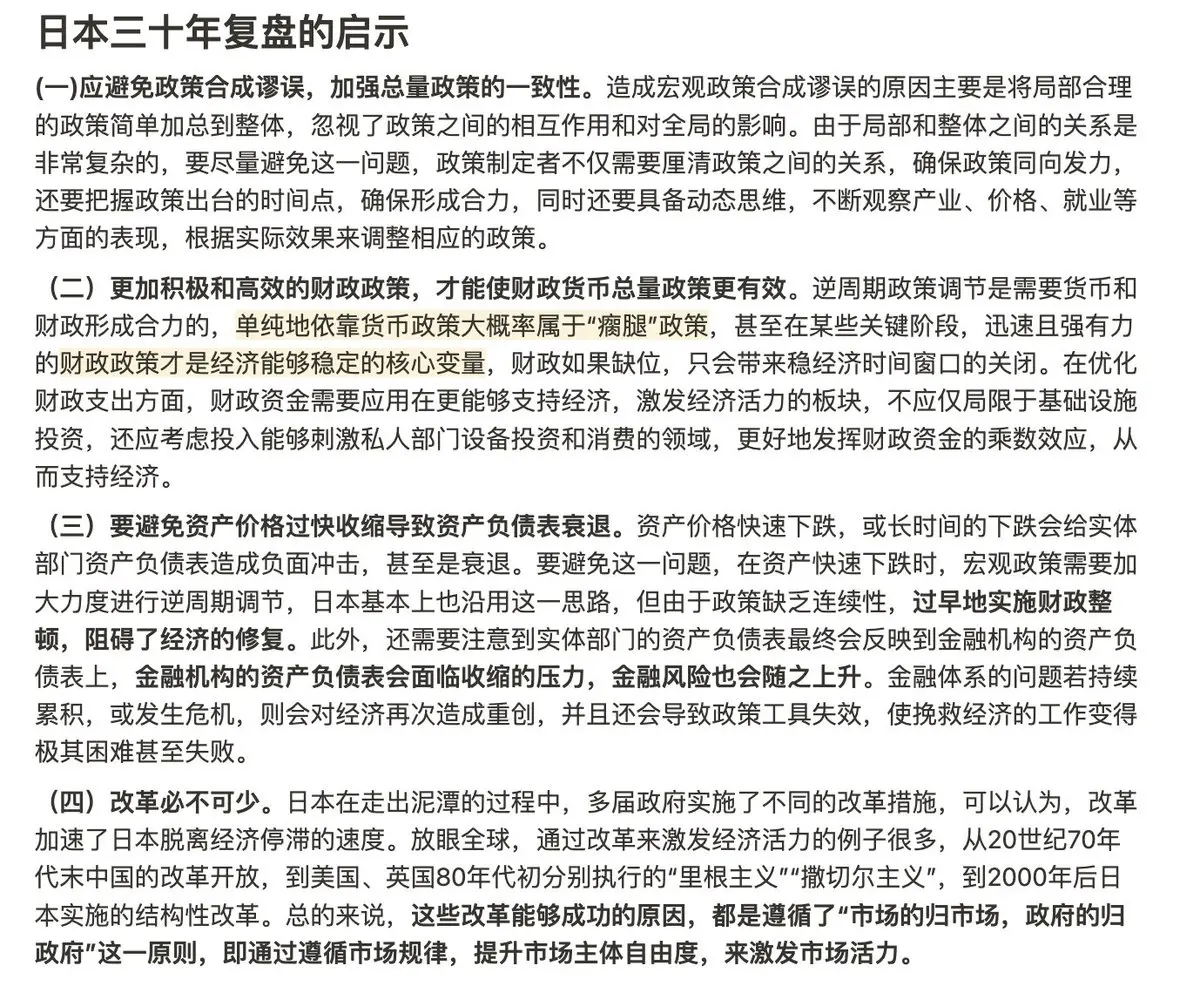 日本三十年复盘的启示
(一)应避免政策合成谬误，加强总量政策的一致性。造成宏观政策合成谬误的原因主要是将局部合理
的政策简单加总到整体，忽视了政策之间的相互作用和对全局的影响。由于局部和整体之间的关系是
非常复杂的，要尽量避免这一问题，政策制定者不仅需要厘清政策之间的关系，确保政策同向发力，
还要把握政策出台的时间点，确保形成合力，同时还要具备动态思维，不断观察产业、价格、就业等
方面的表现，根据实际效果来调整相应的政策。
（二）更加积极和高效的财政政策，才能使财政货币总量政策更有效。逆周期政策调节是需要货币和
财政形成合力的，单纯地依靠货币政策大概率属于“瘸腿”政策，甚至在某些关键阶段，迅速且强有力
的财政政策才是经济能够稳定的核心变量，财政如果缺位，只会带来稳经济时间窗口的关闭。在优化
财政支出方面，财政资金需要应用在更能够支持经济，激发经济活力的板块，不应仅局限于基础设施
投资，还应考虑投入能够刺激私人部门设备投资和消费的领域，更好地发挥财政资金的乘数效应，从
而支持经济。
（三）要避免资产价格过快收缩导致资产负债表衰退。资产价格快速下跌，或长时间的下跌会给实体
部门资产负债表造成负面冲击，甚至是衰退。要避免这一问题，在资产快速下跌时，宏观政策需要加
大力度进行逆周期调节，日本基本上也沿用这一思路，但由于政策缺乏连续性，过早地实施财政整
顿，阻碍了经济的修复。此外，还需要注意到实体部门的资产负债表最终会反映到金融机构的资产负
债表上，金融机构的资产负债表会面临收缩的压力，金融风险也会随之上升。金融体系的问题若持续
累积，或发生危机，则会对经济再次造成重创，并且还会导致政策工具失效，使挽救经济的工作变得
极其困难甚至失败。
（四）改革必不可少。日本在走出泥潭的过程中，多届政府实施了不同的改革措施，可以认为，改革
加速了日本脱离经济停滞的速度。放眼全球，通过改革来激发经济活力的例子很多，从20世纪70年
代末中国的改革开放，到美国、英国80年代初分别执行的“里根主义”“撒切尔主义”，到2000年后日
本实施的结构性改革。总的来说，这些改革能够成功的原因，都是遵循了“市场的归市场，政府的归
政府”这一原则，即通过遵循市场规律，提升市场主体自由度，来激发市场活力。